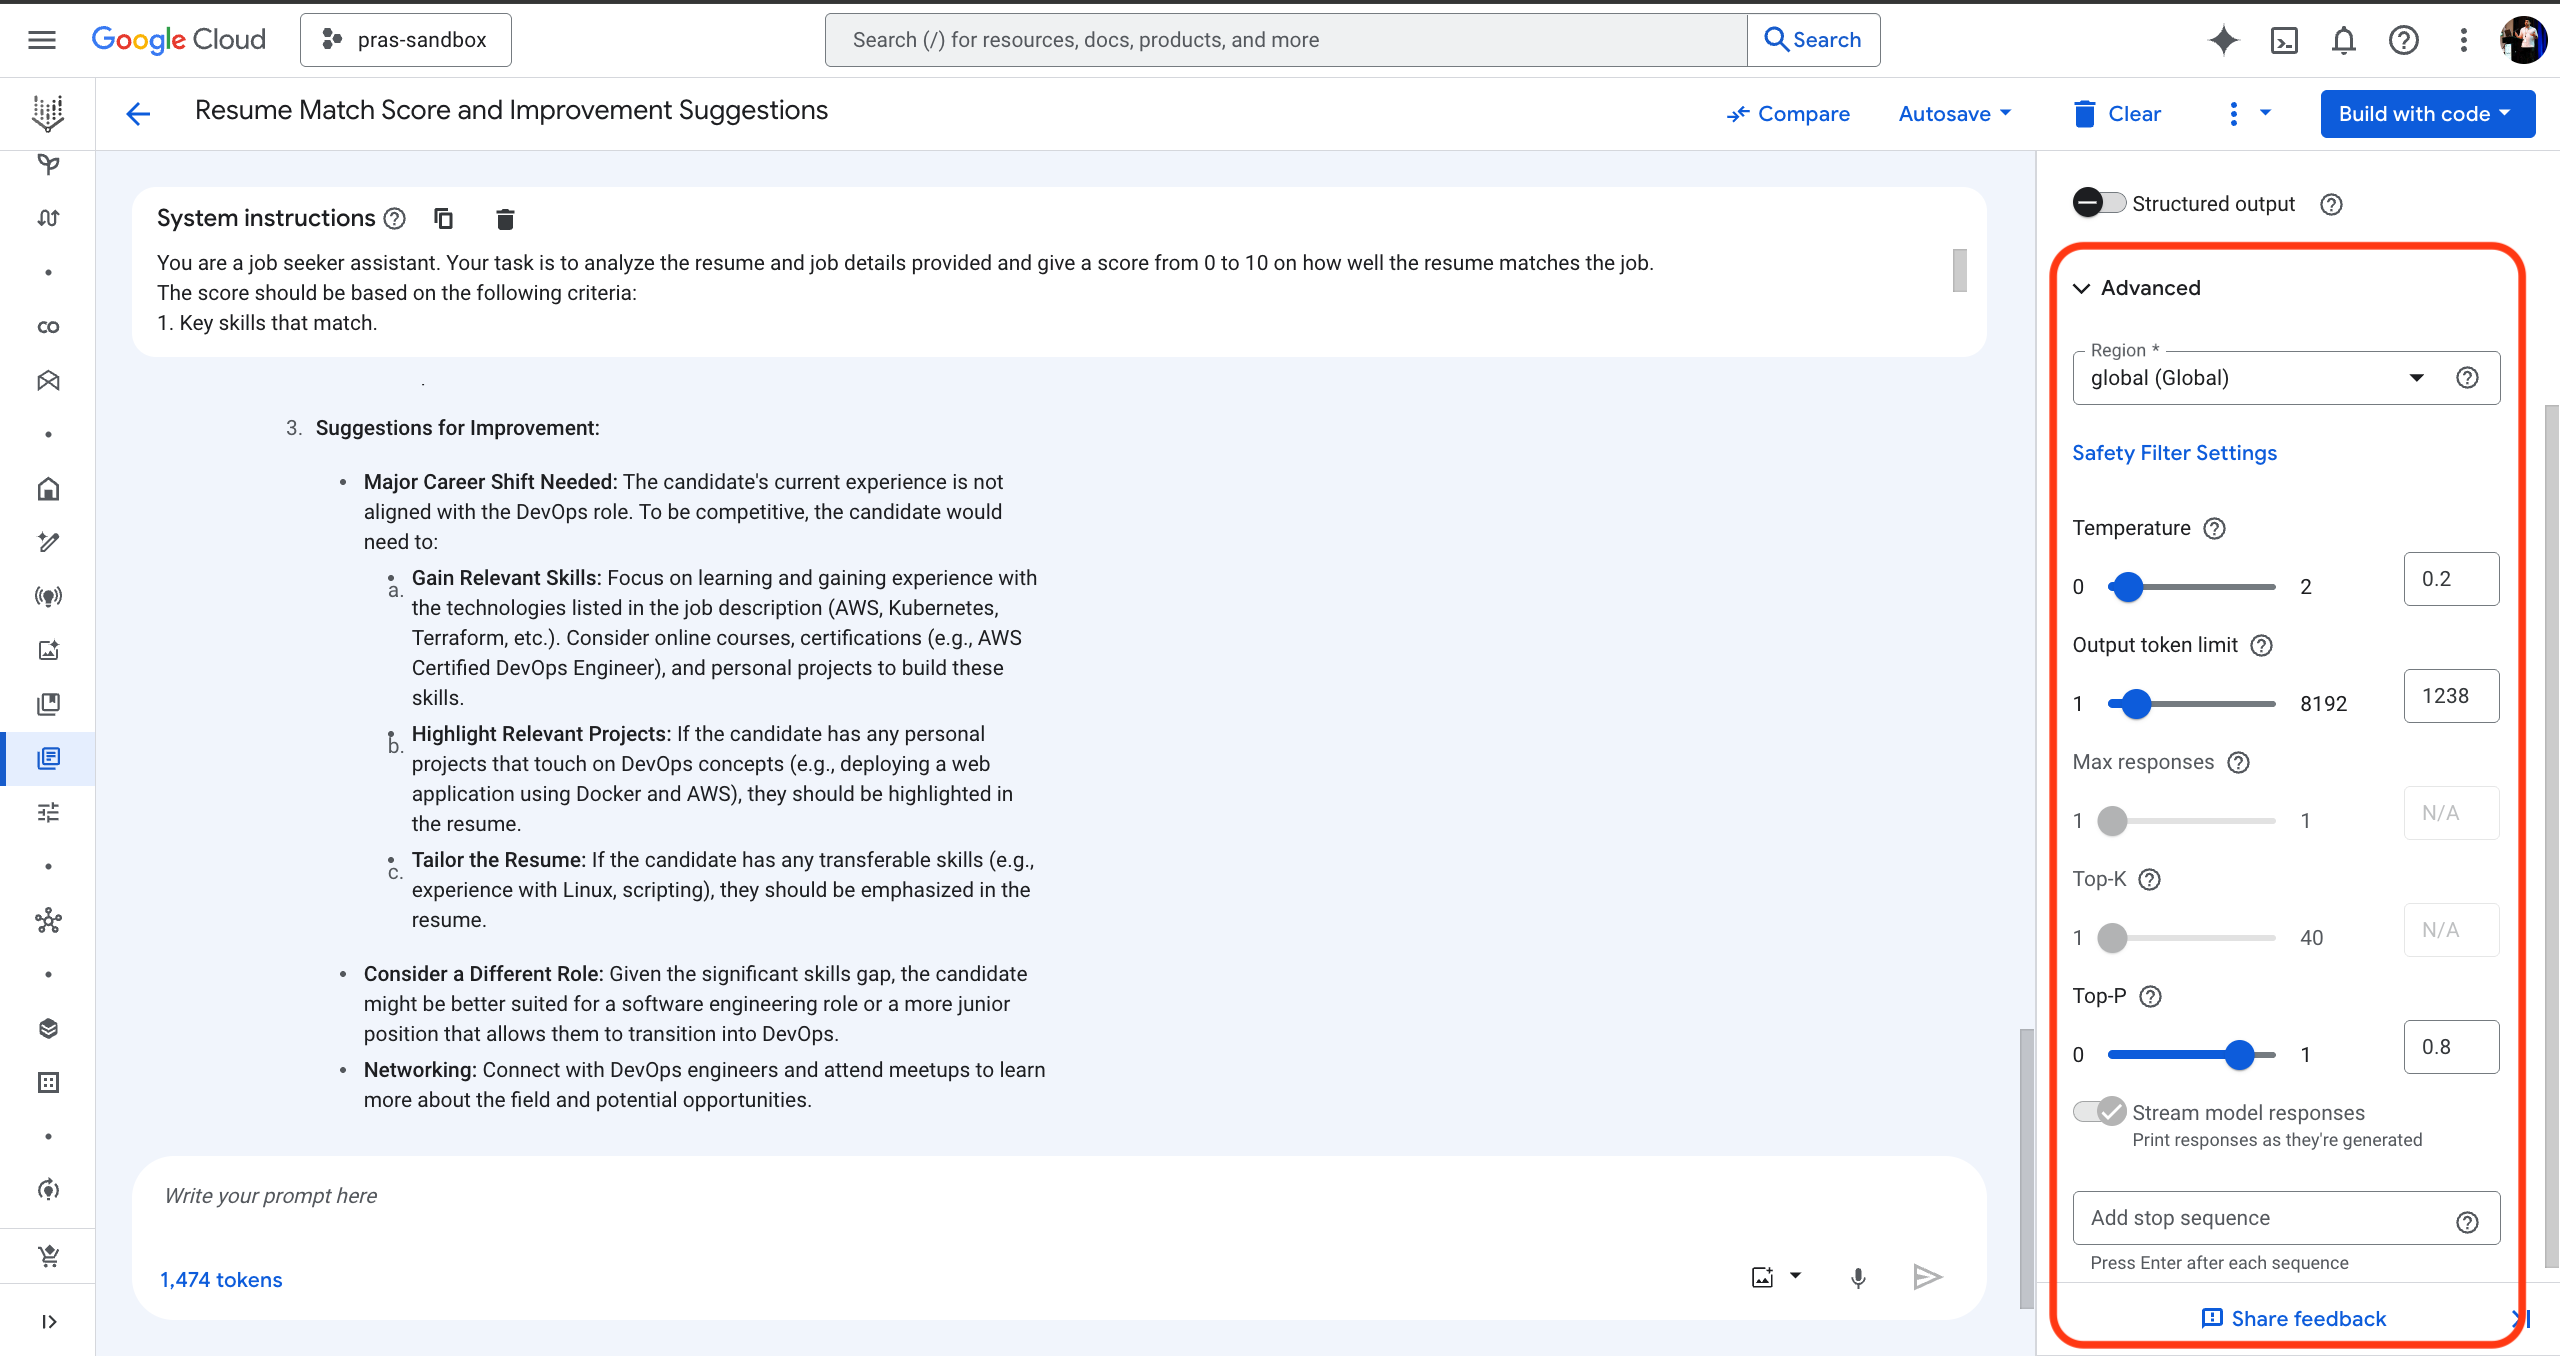 Google Cloud
pras-sandbox
Search (/) for resources, docs, products, and more
Search
Resume Match Score and Improvement Suggestions
Compare
Autosave
Clear
Build with code
System instructions
You are a job seeker assistant. Your task is to analyze the resume and job details provided and give a score from 0 to 10 on how well the resume matches the job.
The score should be based on the following criteria:
1. Key skills that match.
3. Suggestions for Improvement:
• Major Career Shift Needed: The candidate's current experience is not
aligned with the DevOps role. To be competitive, the candidate would
need to:
a. Gain Relevant Skills: Focus on learning and gaining experience with
the technologies listed in the job description (AWS, Kubernetes,
Terraform, etc.). Consider online courses, certifications (e.g., AWS
Certified DevOps Engineer), and personal projects to build these
skills.
b. Highlight Relevant Projects: If the candidate has any personal
projects that touch on DevOps concepts (e.g., deploying a web
application using Docker and AWS), they should be highlighted in
the resume.
c. Tailor the Resume: If the candidate has any transferable skills (e.g.,
experience with Linux, scripting), they should be emphasized in the
resume.
• Consider a Different Role: Given the significant skills gap, the candidate
might be better suited for a software engineering role or a more junior
position that allows them to transition into DevOps.
• Networking: Connect with DevOps engineers and attend meetups to learn
more about the field and potential opportunities.
Write your prompt here
1,474 tokens
Structured output
Advanced
Region *
global (Global)
Safety Filter Settings
Temperature
0 2 0.2
Output token limit
1 8192 1238
Max responses
1 1 N/A
Top-K
1 40 N/A
Top-P
0 1 0.8
Stream model responses
Print responses as they're generated
Add stop sequence
Press Enter after each sequence
Share feedback